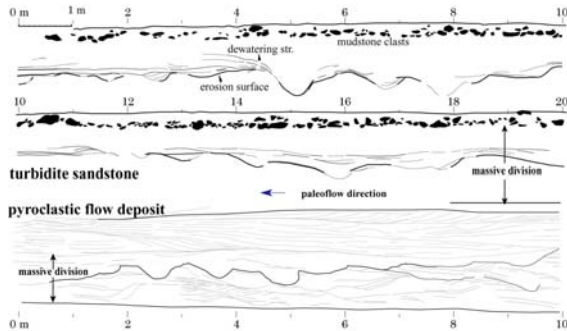 1 m
0 m 2 4 6 8 10
mudstone clasts
dewatering str.
erosion surface
10 12 14 16 18 20
turbidite sandstone
massive division
paleoflow direction
pyroclastic flow deposit
massive division
0 m 2 4 6 8 10 m